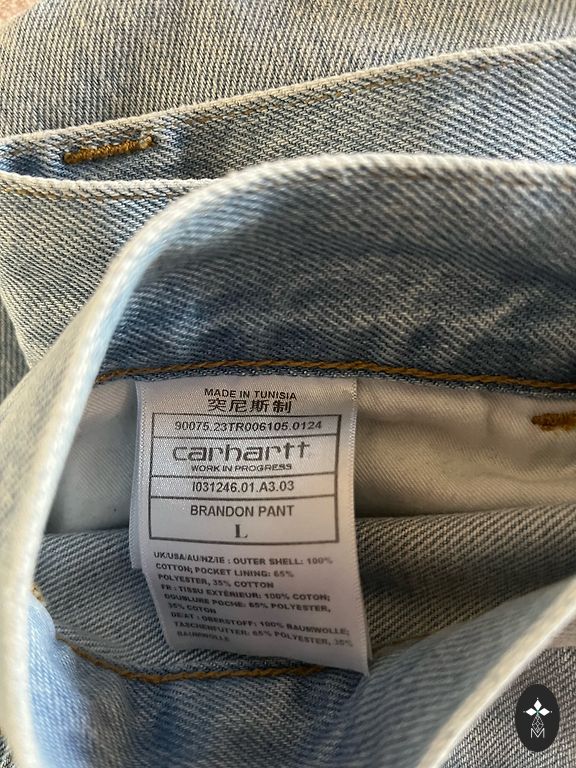 MADE IN TUNISIA
突尼斯制
90075.23TR006105.0124
carhartt
WORK IN PROGRESS
I031246.01.A3.03
BRANDON PANT
L
UK/USA/AU/NZ/IE : OUTER SHELL: 100%
COTTON; POCKET LINING: 65%
POLYESTER, 35% COTTON
FR : TISSU EXTÉRIEUR: 100% COTON;
DOUBLURE POCHE: 65% POLYESTER,
35% COTON
DE/AT : OBERSTOFF: 100% BAUMWOLLE;
TASCHENFUTTER: 65% POLYESTER, 35%
BAUMWOLLE
M